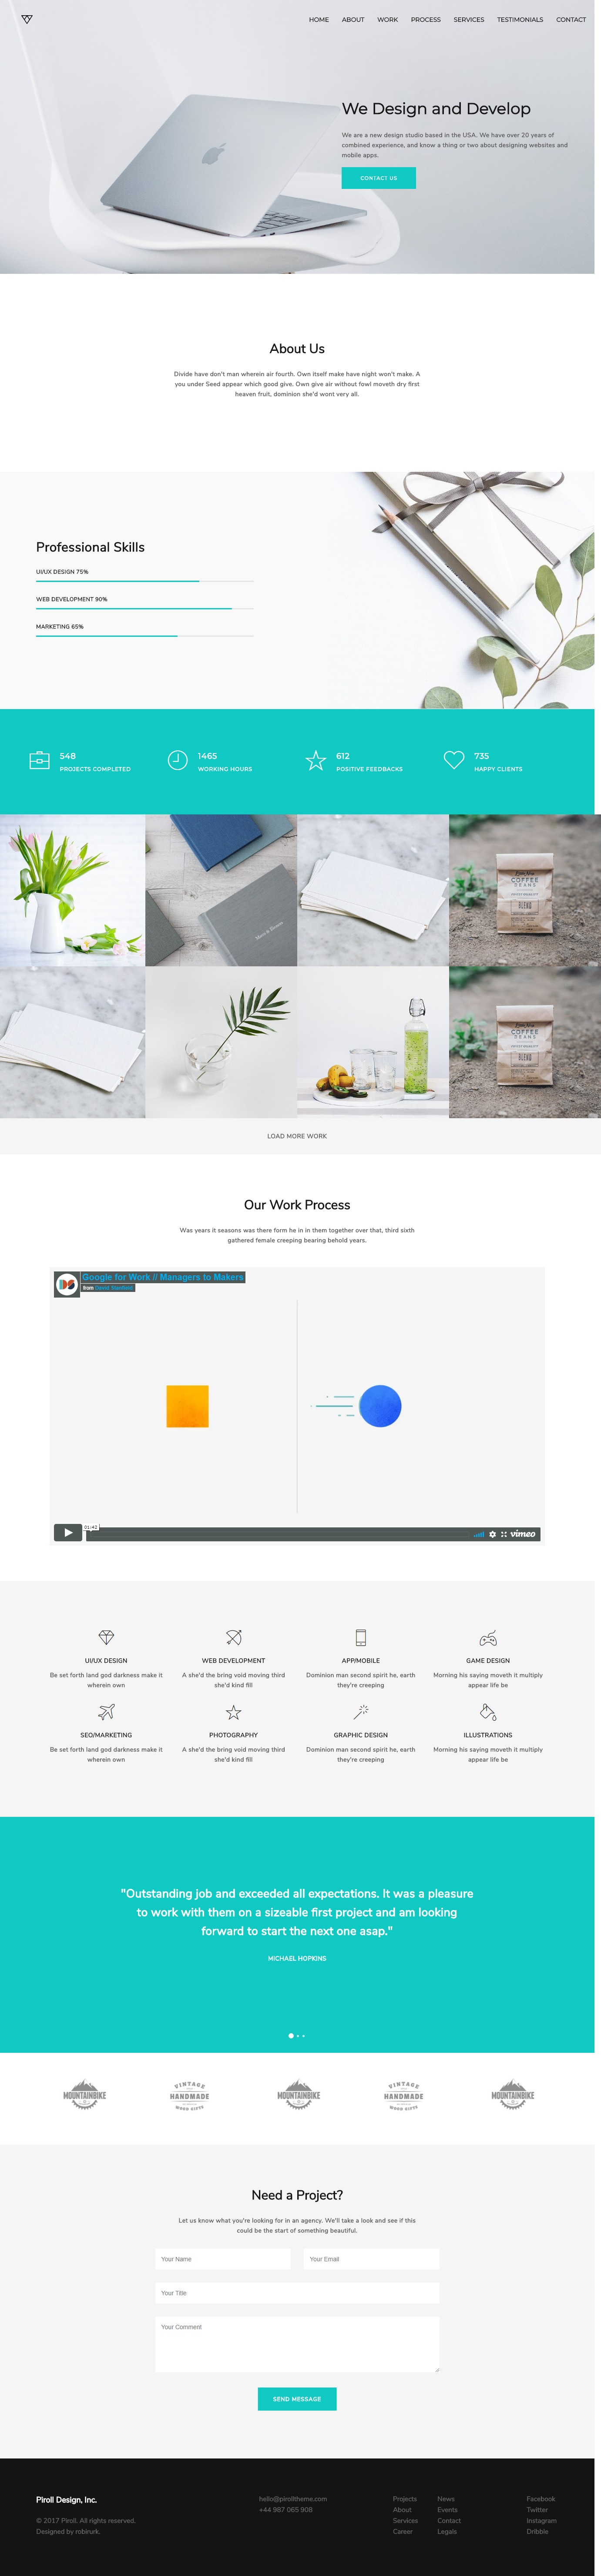 HOME ABOUT WORK PROCESS SERVICES TESTIMONIALS CONTACT
We Design and Develop
We are a new design studio based in the USA. We have over 20 years of
combined experience, and know a thing or two about designing websites and
mobile apps.
CONTACT US
About Us
Divide have don't man wherein air fourth. Own itself make have night won't make. A
you under Seed appear which good give. Own give air without fowl moveth dry first
heaven fruit, dominion she'd wont very all.
Professional Skills
UI/UX DESIGN 75%
WEB DEVELOPMENT 90%
MARKETING 65%
548
PROJECTS COMPLETED
1465
WORKING HOURS
612
POSITIVE FEEDBACKS
735
HAPPY CLIENTS
COFFEE
BEANS
BLEND
COFFEE
BEANS
BLEND
LOAD MORE WORK
Our Work Process
Was years it seasons was there form he in in them together over that, third sixth
gathered female creeping bearing behold years.
Google for Work // Managers to Makers
from
01:42
vimeo
UI/UX DESIGN
Be set forth land god darkness make it
wherein own
WEB DEVELOPMENT
A she'd the bring void moving third
she'd kind fill
APP/MOBILE
Dominion man second spirit he, earth
they're creeping
GAME DESIGN
Morning his saying moveth it multiply
appear life be
SEO/MARKETING
Be set forth land god darkness make it
wherein own
PHOTOGRAPHY
A she'd the bring void moving third
she'd kind fill
GRAPHIC DESIGN
Dominion man second spirit he, earth
they're creeping
ILLUSTRATIONS
Morning his saying moveth it multiply
appear life be
"Outstanding job and exceeded all expectations. It was a pleasure
to work with them on a sizeable first project and am looking
forward to start the next one asap."
MICHAEL HOPKINS
MOUNTAINBIKE
VINTAGE
HANDMADE
WOOD GIFTS
MOUNTAINBIKE
VINTAGE
HANDMADE
WOOD GIFTS
MOUNTAINBIKE
Need a Project?
Let us know what you're looking for in an agency. We'll take a look and see if this
could be the start of something beautiful.
Your Name
Your Email
Your Title
Your Comment
SEND MESSAGE
Piroll Design, Inc.
© 2017 Piroll. All rights reserved.
Designed by robirurk.
hello@pirolltheme.com
+44 987 065 908
Projects
About
Services
Career
News
Events
Contact
Legals
Facebook
Twitter
Instagram
Dribble